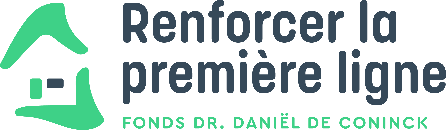 Renforcer la
première ligne
FONDS DR. DANIËL DE CONINCK